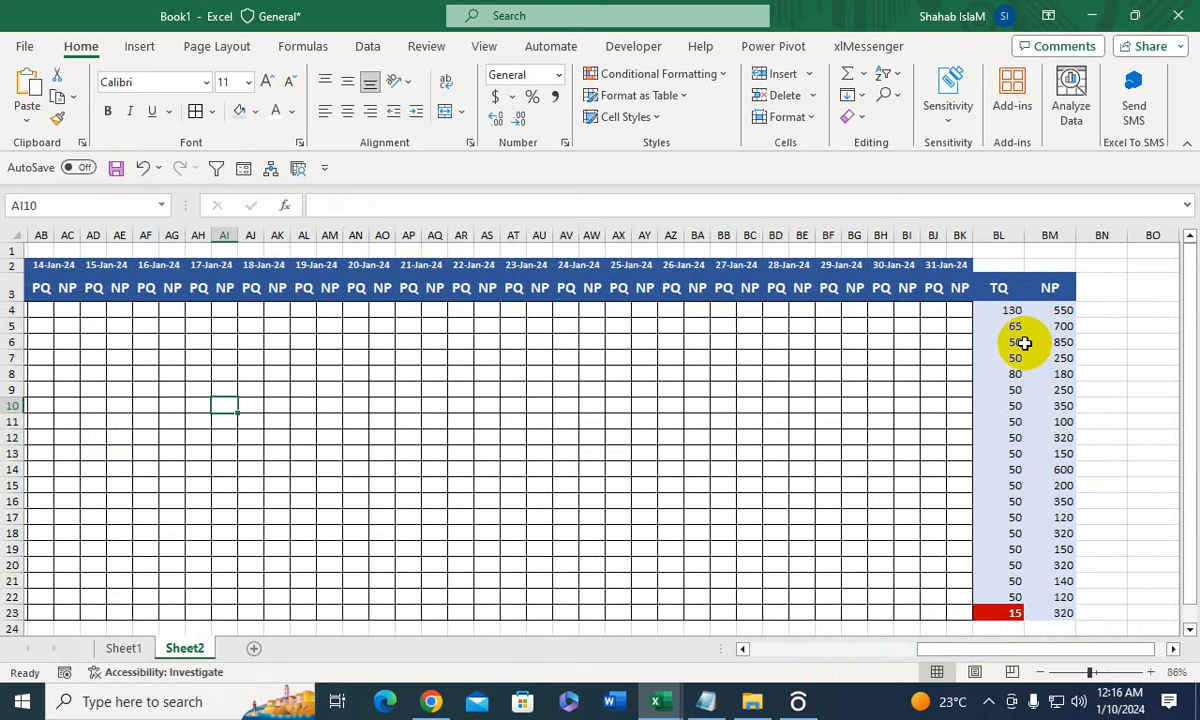 Book1 - Excel General* Search Shahab IslaM SI
File Home Insert Page Layout Formulas Data Review View Automate Developer Help Power Pivot xlMessenger Comments Share
Paste Calibri 11 General Conditional Formatting Insert Sensitivity Add-ins Analyze Data Send SMS
B I U $ % Format as Table Delete
Cell Styles Format
Clipboard Font Alignment Number Styles Cells Editing Sensitivity Add-ins Excel To SMS
AutoSave Off
AI10 fx
AB AC AD AE AF AG AH AI AJ AK AL AM AN AO AP AQ AR AS AT AU AV AW AX AY AZ BA BB BC BD BE BF BG BH BI BJ BK BL BM BN BO
1
2 14-Jan-24 15-Jan-24 16-Jan-24 17-Jan-24 18-Jan-24 19-Jan-24 20-Jan-24 21-Jan-24 22-Jan-24 23-Jan-24 24-Jan-24 25-Jan-24 26-Jan-24 27-Jan-24 28-Jan-24 29-Jan-24 30-Jan-24 31-Jan-24
3 PQ NP PQ NP PQ NP PQ NP PQ NP PQ NP PQ NP PQ NP PQ NP PQ NP PQ NP PQ NP PQ NP PQ NP PQ NP PQ NP PQ NP PQ NP TQ NP
4 130 550
5 65 700
6 50 850
7 50 250
8 80 180
9 50 250
10 50 350
11 50 100
12 50 320
13 50 150
14 50 600
15 50 200
16 50 350
17 50 120
18 50 320
19 50 150
20 50 320
21 50 140
22 50 120
23 15 320
24
Sheet1 Sheet2
Ready Accessibility: Investigate 86%
Type here to search 23°C 12:16 AM
1/10/2024